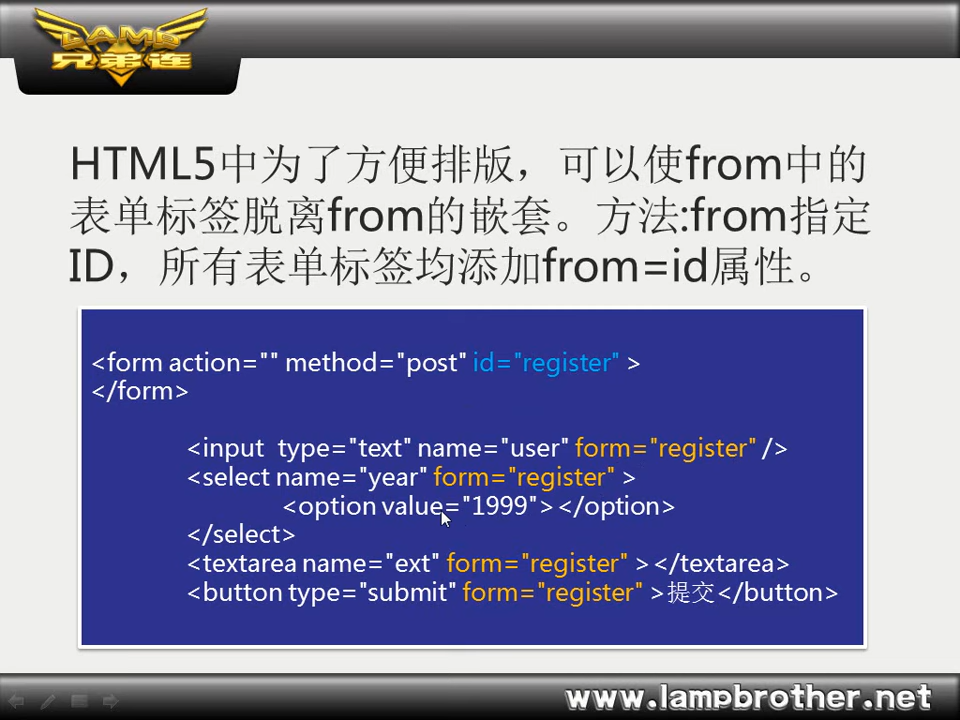 LAMP
兄弟连
HTML5中为了方便排版，可以使from中的
表单标签脱离from的嵌套。方法:from指定
ID，所有表单标签均添加from=id属性。
<form action="" method="post" id="register" >
</form>
<input  type="text" name="user" form="register" />
<select name="year" form="register" >
<option value="1999"></option>
</select>
<textarea name="ext" form="register" ></textarea>
<button type="submit" form="register" >提交</button>
www.lampbrother.net